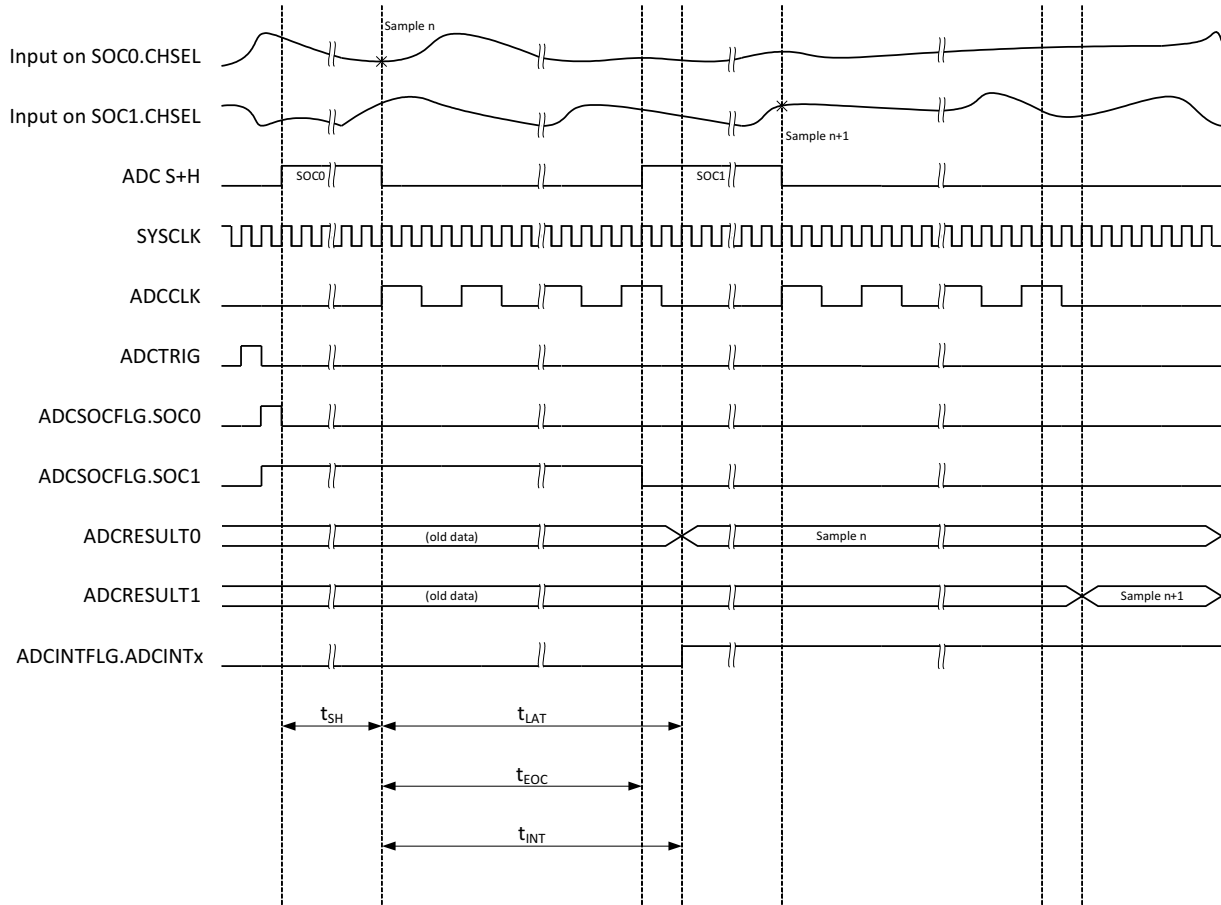 Sample n
Input on SOC0.CHSEL
Input on SOC1.CHSEL
Sample n+1
ADC S+H
SOC0
SOC1
SYSCLK
ADCCLK
ADCTRIG
ADCSOCFLG.SOC0
ADCSOCFLG.SOC1
ADCRESULT0
(old data)
Sample n
ADCRESULT1
(old data)
Sample n+1
ADCINTFLG.ADCINTx
tSH
tLAT
tEOC
tINT